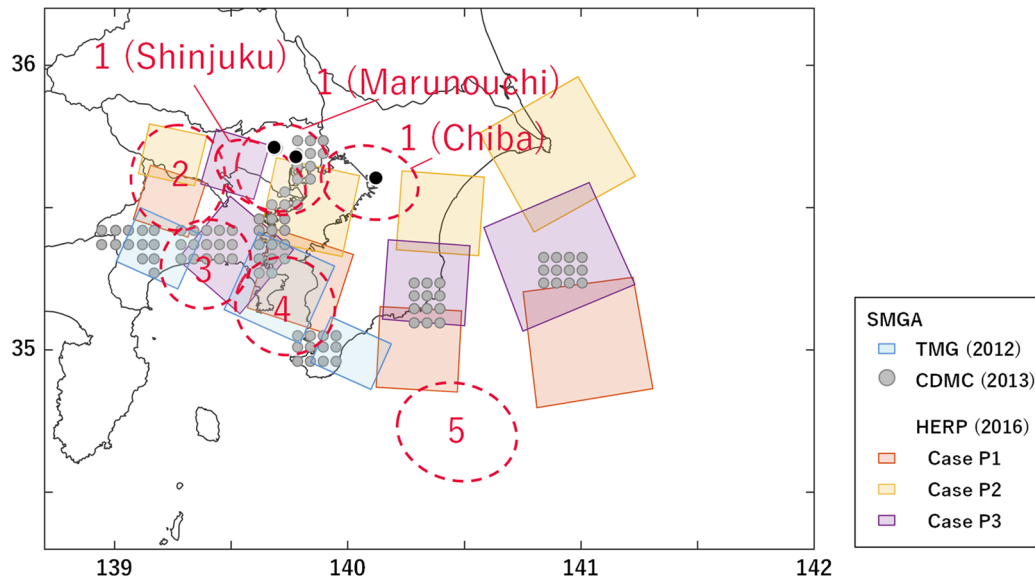 36
35
139
140
141
142
1 (Shinjuku)
1 (Marunouchi)
1 (Chiba)
2
3
4
5
SMGA
TMG (2012)
CDMC (2013)
HERP (2016)
Case P1
Case P2
Case P3